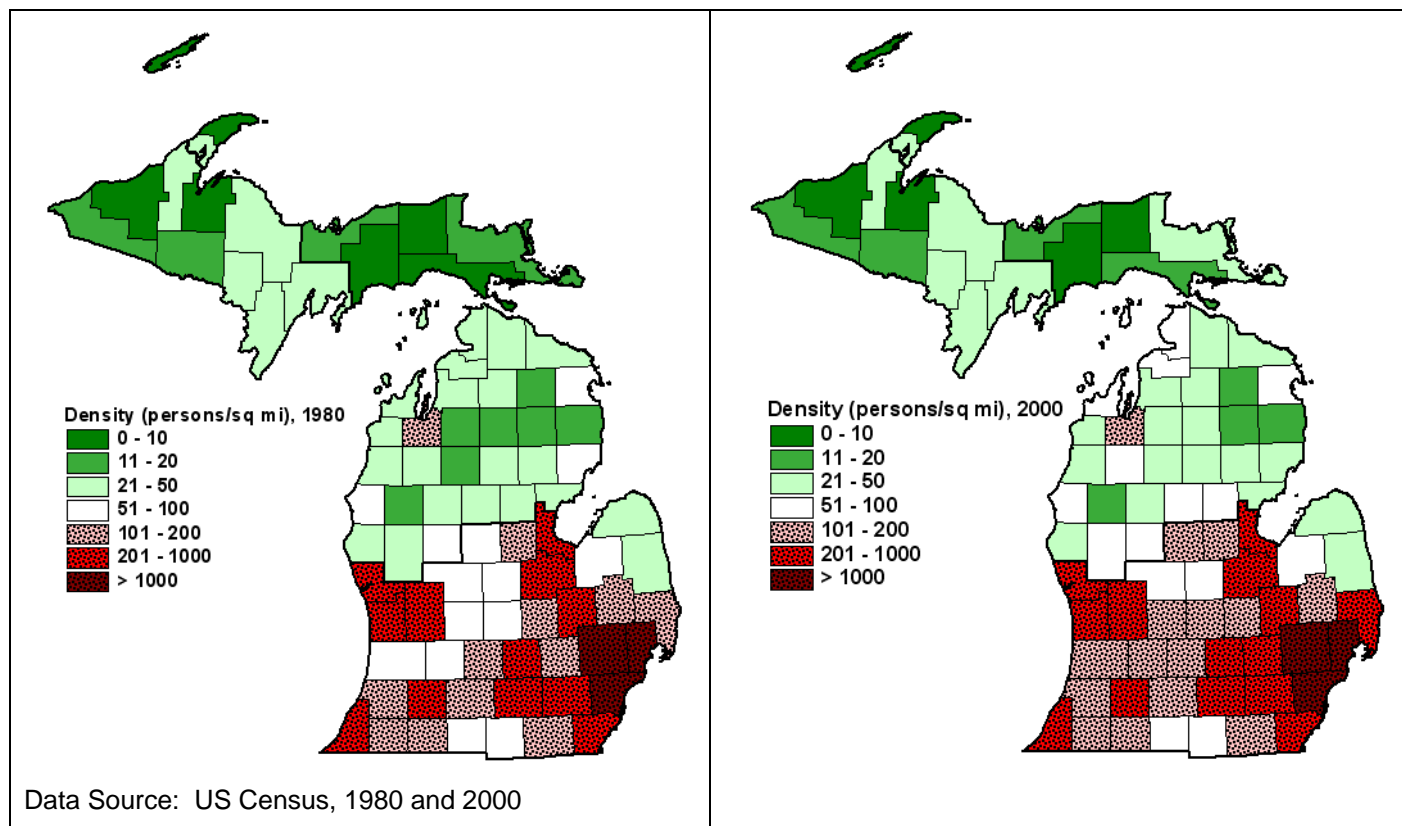 Density (persons/sq mi), 1980
0 - 10
11 - 20
21 - 50
51 - 100
101 - 200
201 - 1000
> 1000
Data Source: US Census, 1980 and 2000
Density (persons/sq mi), 2000
0 - 10
11 - 20
21 - 50
51 - 100
101 - 200
201 - 1000
> 1000